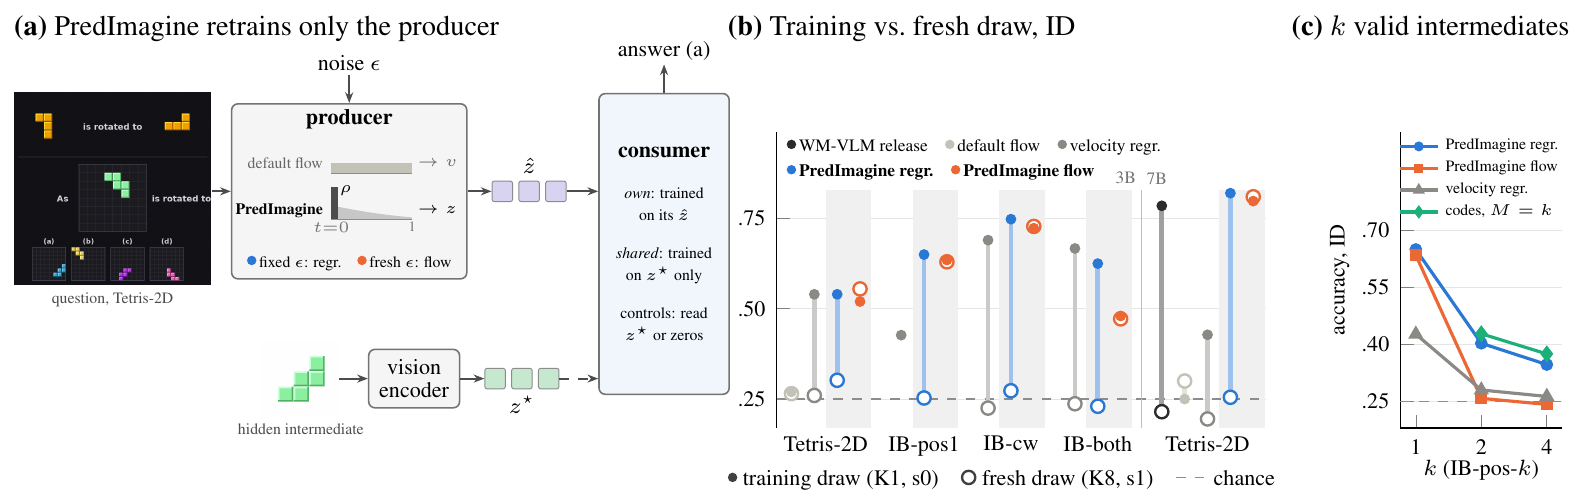 (a) PredImagine retrains only the producer
noise ϵ
answer (a)
is rotated to
As
is rotated to
(a) (b) (c) (d)
question, Tetris-2D
producer
default flow → v
ρ
PredImagine → z
t=0 1
fixed ϵ: regr. fresh ϵ: flow
ẑ
consumer
own: trained
on its ẑ
shared: trained
on z⋆ only
controls: read
z⋆ or zeros
hidden intermediate
vision
encoder
z⋆
(b) Training vs. fresh draw, ID
WM-VLM release default flow velocity regr.
PredImagine regr. PredImagine flow
3B 7B
.75
.50
.25
Tetris-2D IB-pos1 IB-cw IB-both Tetris-2D
training draw (K1, s0) fresh draw (K8, s1) chance
(c) k valid intermediates
PredImagine regr.
PredImagine flow
velocity regr.
codes, M = k
accuracy, ID
.70
.55
.40
.25
1 2 4
k (IB-pos-k)